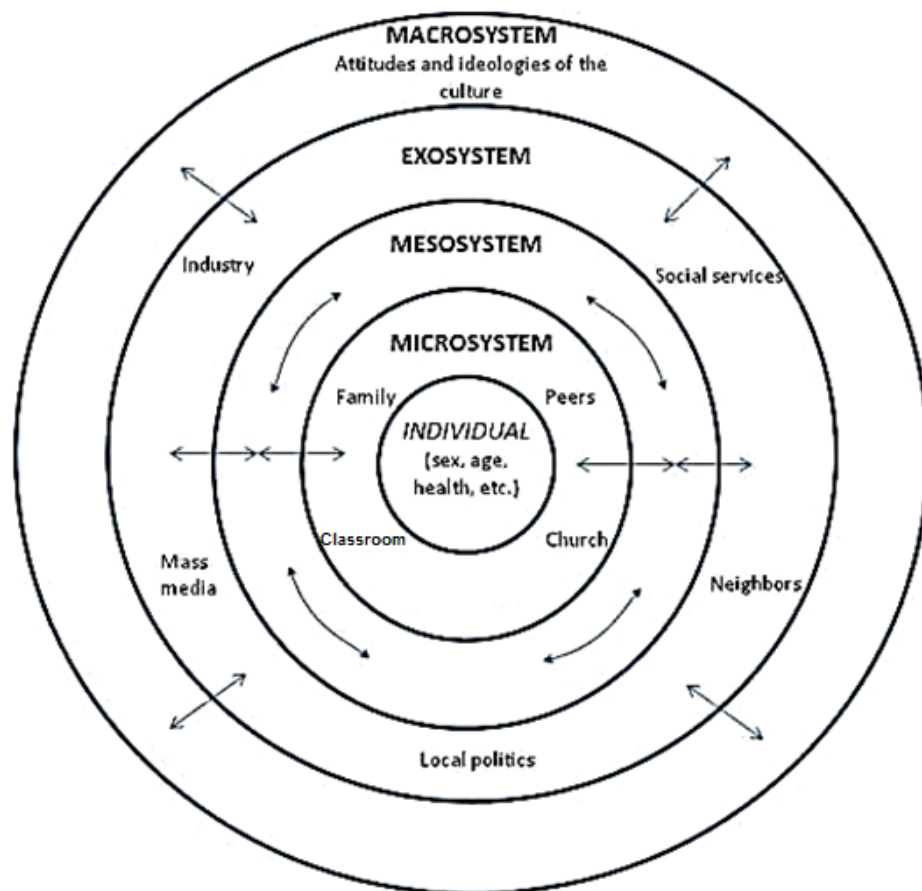 MACROSYSTEM
Attitudes and ideologies of the
culture
EXOSYSTEM
MESOSYSTEM
Industry
Social services
MICROSYSTEM
Family
Peers
INDIVIDUAL
(sex, age,
health, etc.)
Classroom
Church
Mass
media
Neighbors
Local politics